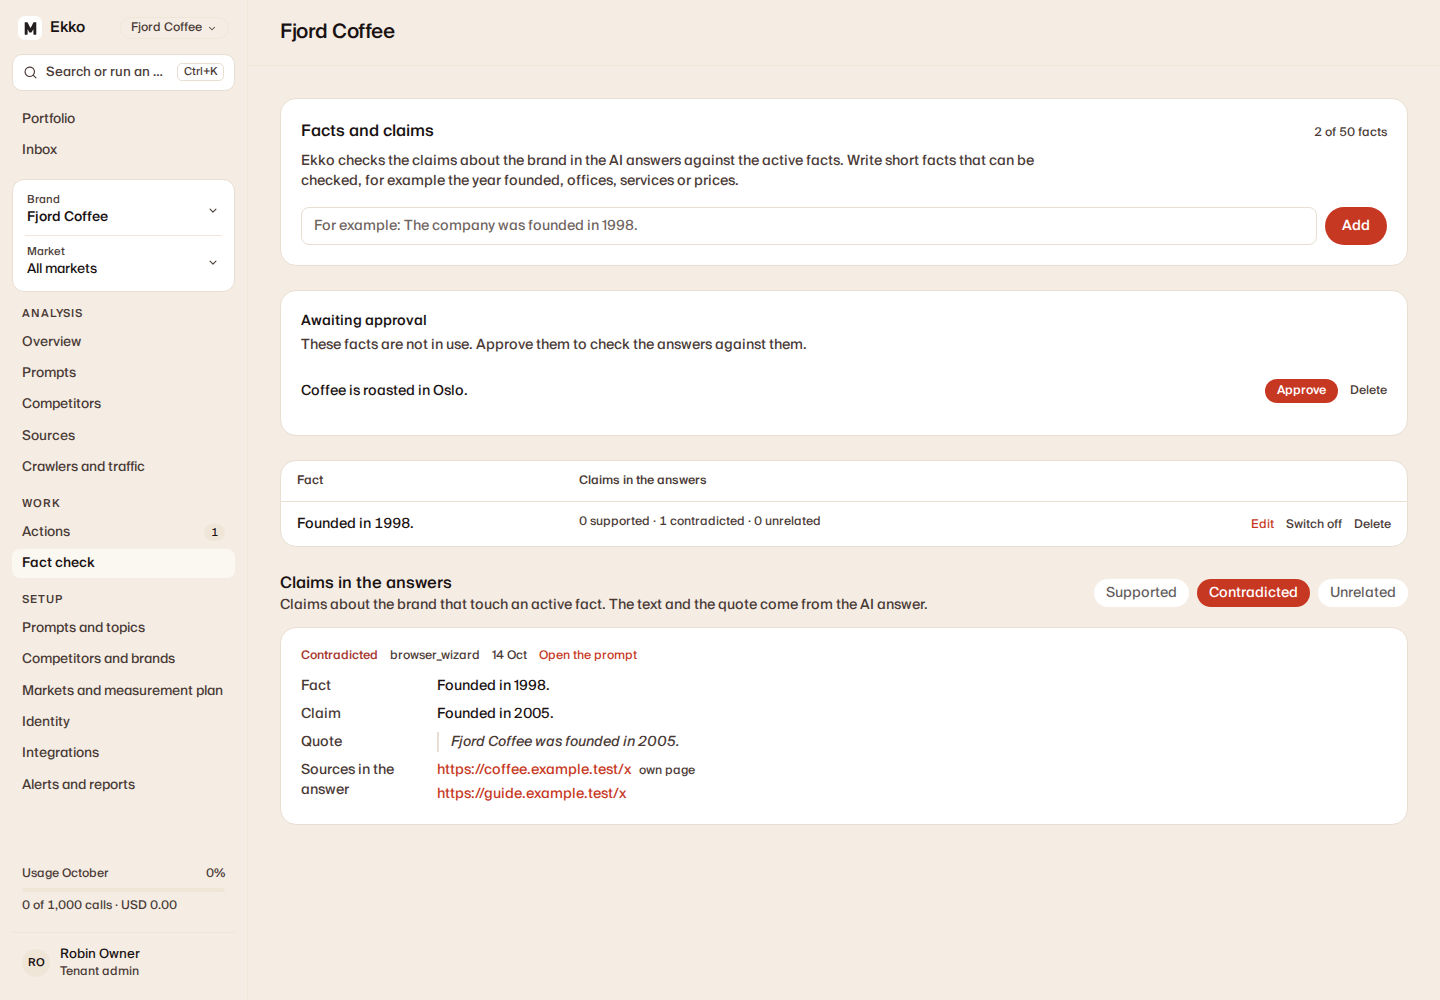 Ekko
Fjord Coffee
Search or run an ...
Ctrl+K
Portfolio
Inbox
Brand
Fjord Coffee
Market
All markets
ANALYSIS
Overview
Prompts
Competitors
Sources
Crawlers and traffic
WORK
Actions
1
Fact check
SETUP
Prompts and topics
Competitors and brands
Markets and measurement plan
Identity
Integrations
Alerts and reports
Usage October
0%
0 of 1,000 calls · USD 0.00
RO
Robin Owner
Tenant admin
Fjord Coffee
Facts and claims
2 of 50 facts
Ekko checks the claims about the brand in the AI answers against the active facts. Write short facts that can be
checked, for example the year founded, offices, services or prices.
For example: The company was founded in 1998.
Add
Awaiting approval
These facts are not in use. Approve them to check the answers against them.
Coffee is roasted in Oslo.
Approve
Delete
Fact
Claims in the answers
Founded in 1998.
0 supported · 1 contradicted · 0 unrelated
Edit
Switch off
Delete
Claims in the answers
Claims about the brand that touch an active fact. The text and the quote come from the AI answer.
Supported
Contradicted
Unrelated
Contradicted
browser_wizard
14 Oct
Open the prompt
Fact
Founded in 1998.
Claim
Founded in 2005.
Quote
Fjord Coffee was founded in 2005.
Sources in the
answer
https://coffee.example.test/x
own page
https://guide.example.test/x